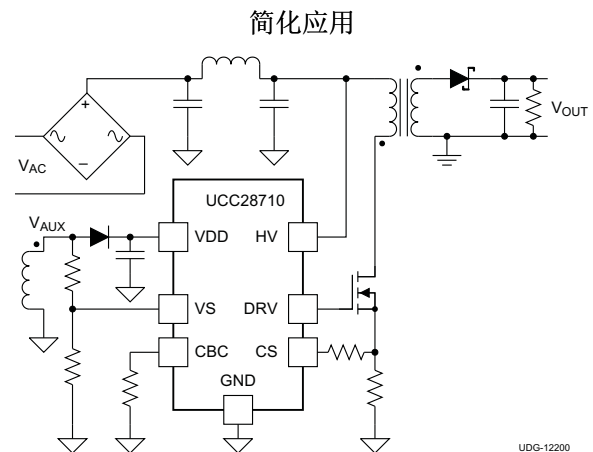 简化应用
+
−
VAC
VOUT
UCC28710
VAUX
VDD
HV
VS
DRV
CBC
CS
GND
UDG-12200